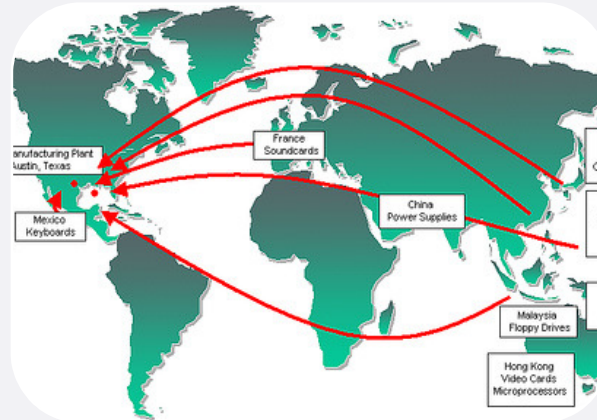 France
Soundcards
anufacturing Plant
Austin, Texas
China
Power Supplies
Mexico
Keyboards
Malaysia
Floppy Drives
Hong Kong
Video Cards
Microprocessors